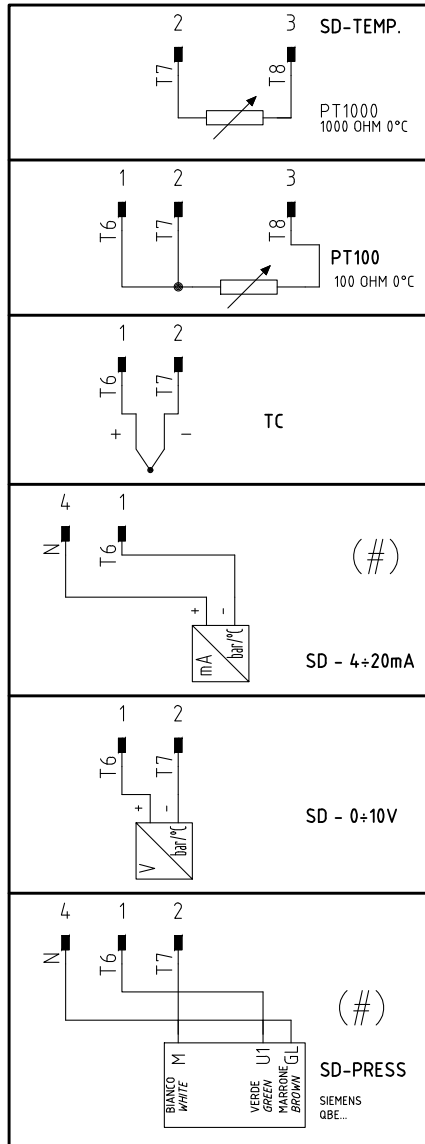 2 3 SD-TEMP.
T7 T8
PT1000
1000 OHM 0°C
1 2 3
T6 T7 T8
PT100
100 OHM 0°C
1 2
T6 T7
+ -
TC
4 1
N T6
(#)
+ -
mA bar/°C
SD - 4÷20mA
1 2
T6 T7
+ -
V bar/°C
SD - 0÷10V
4 1 2
N T6 T7
(#)
M U1 GL
BIANCO VERDE MARRONE
WHITE GREEN BROWN
SD-PRESS
SIEMENS
QBE...